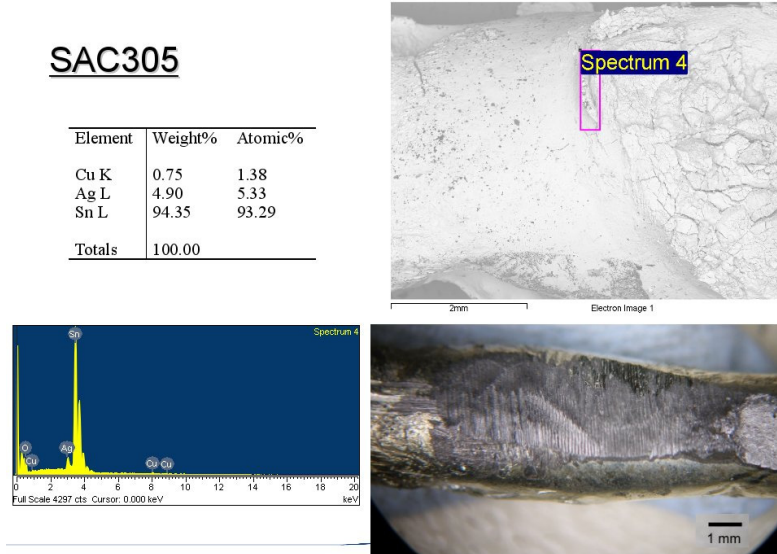 SAC305
Element Weight% Atomic%
Cu K 0.75 1.38
Ag L 4.90 5.33
Sn L 94.35 93.29
Totals 100.00
Spectrum 4
2mm Electron Image 1
Spectrum 4
Sn
O
Cu
Ag
Cu
Cu
0 2 4 6 8 10 12 14 16 18 20
Full Scale 4297 cts Cursor: 0.000 keV keV
1 mm